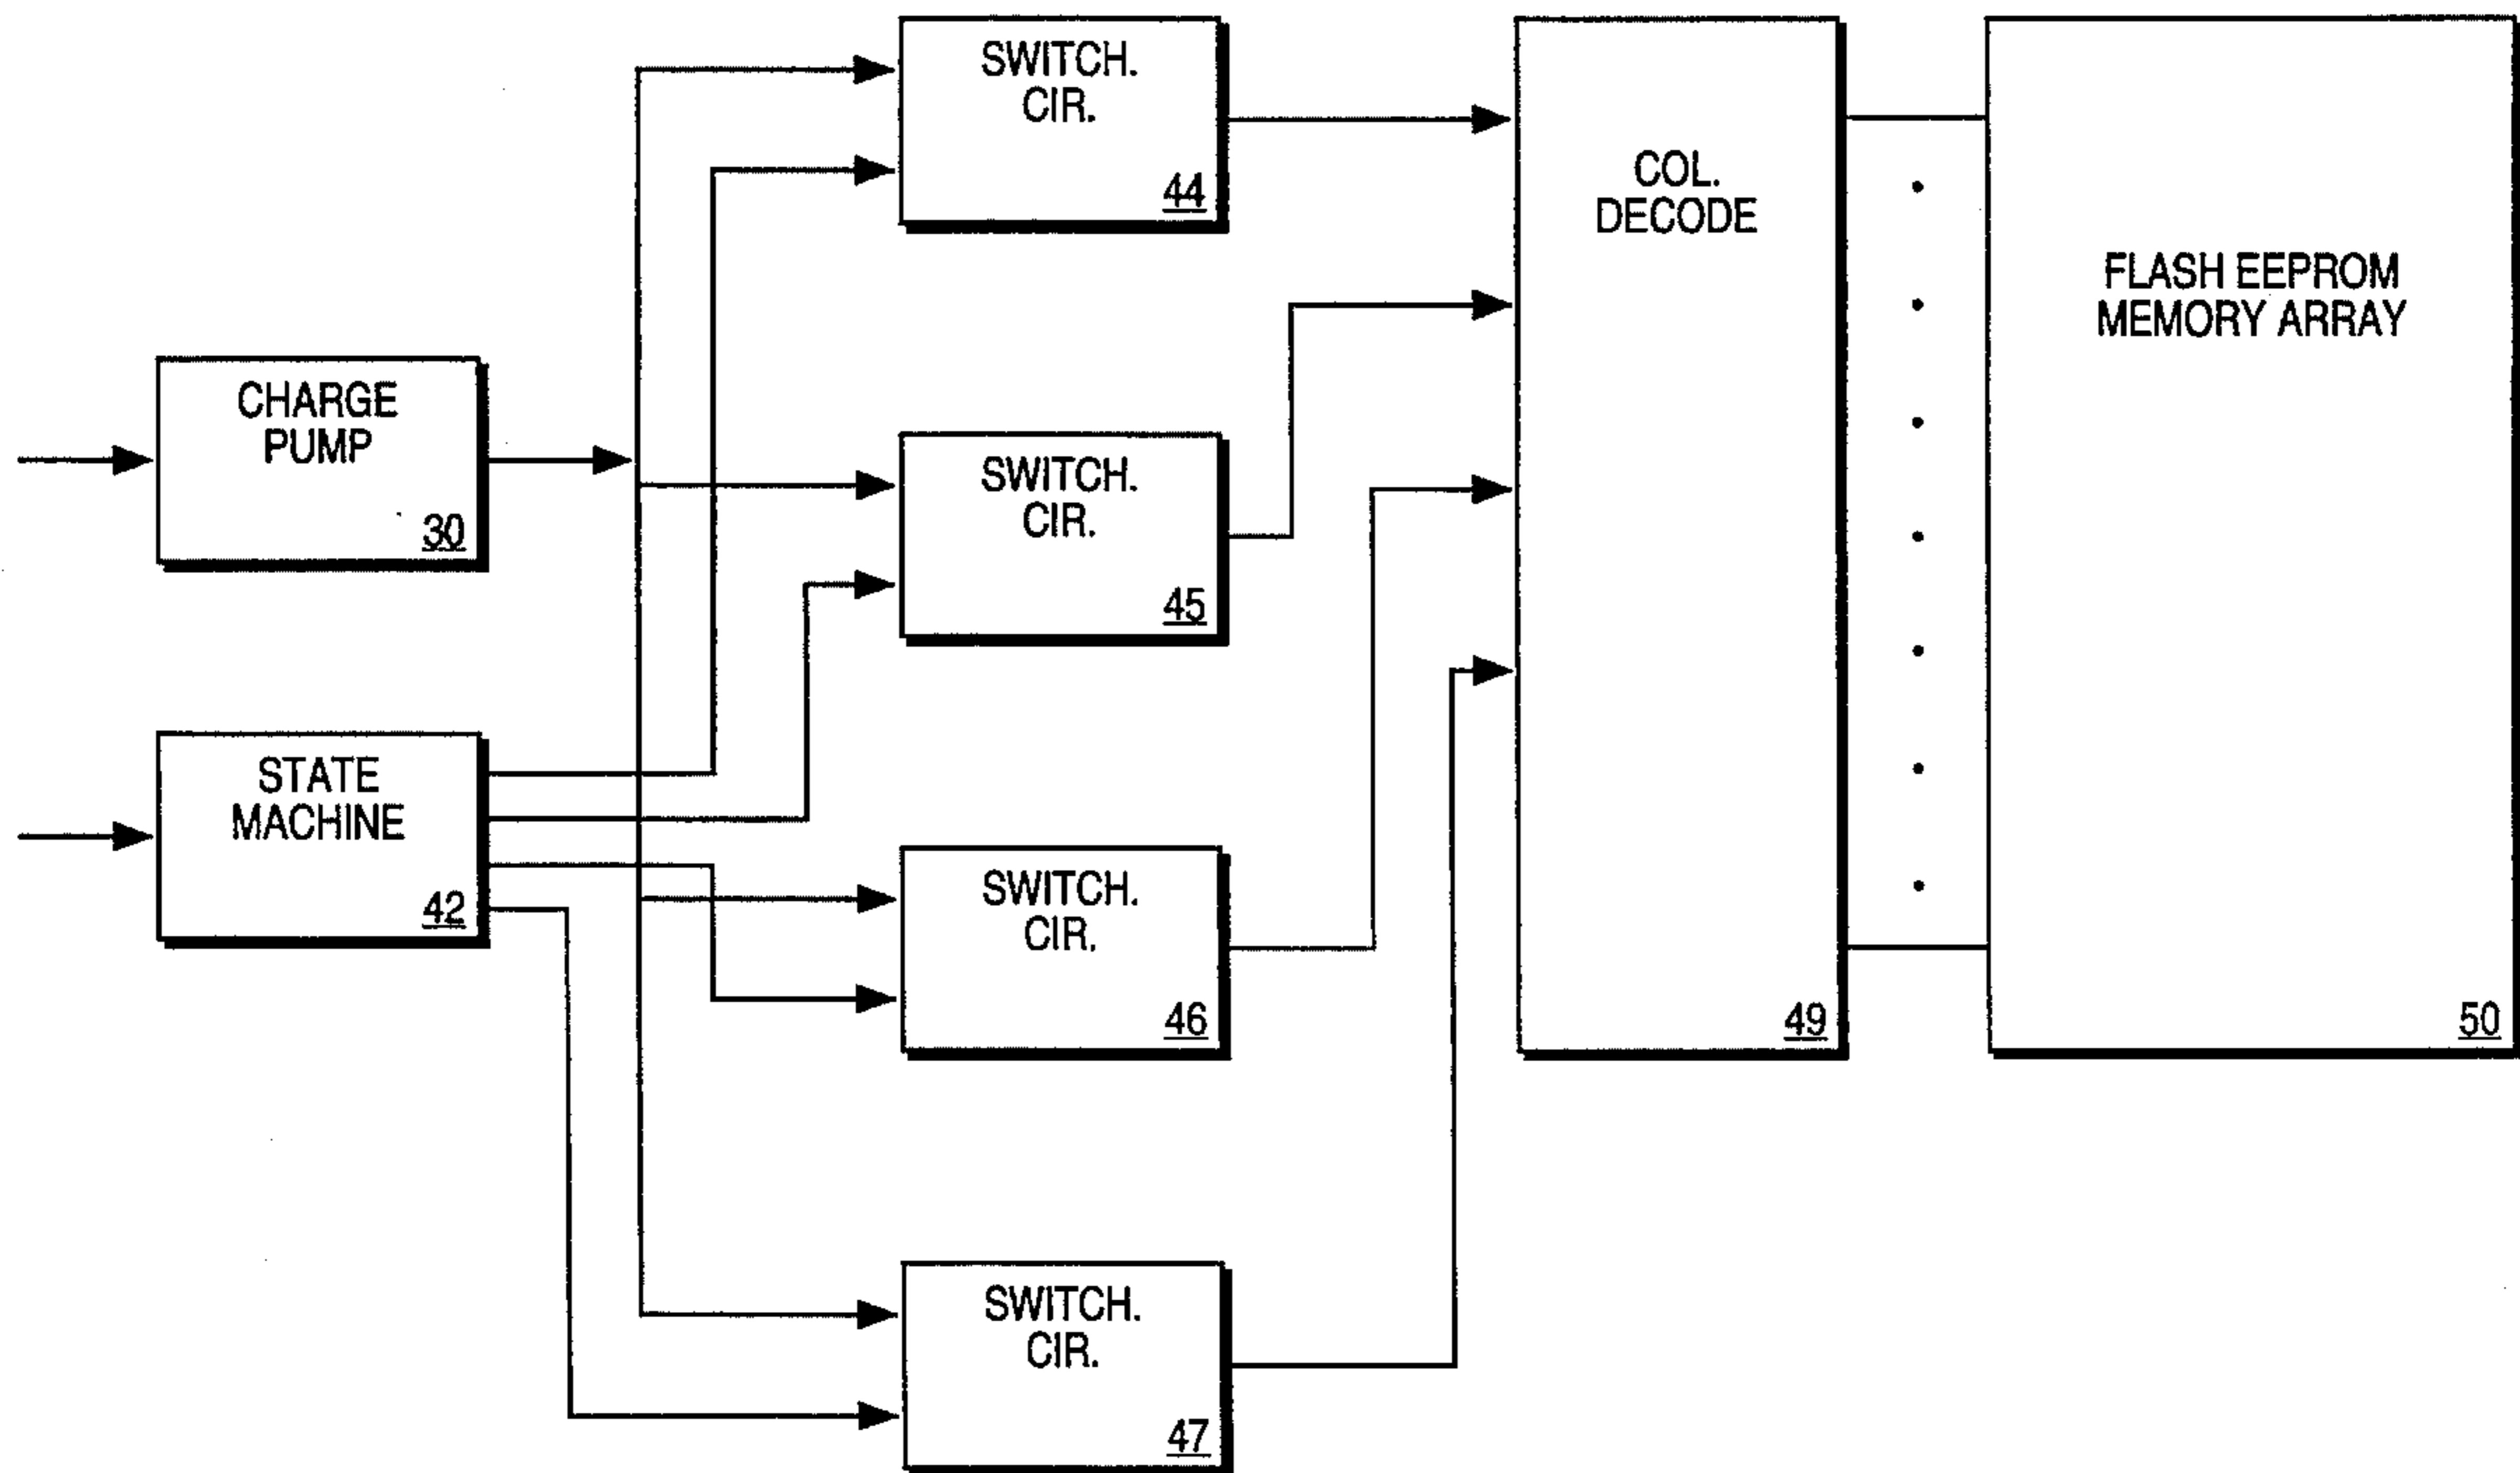 CHARGE
PUMP
30
STATE
MACHINE
42
SWITCH.
CIR.
44
SWITCH.
CIR.
45
SWITCH.
CIR.
46
SWITCH.
CIR.
47
COL.
DECODE
49
FLASH EEPROM
MEMORY ARRAY
50